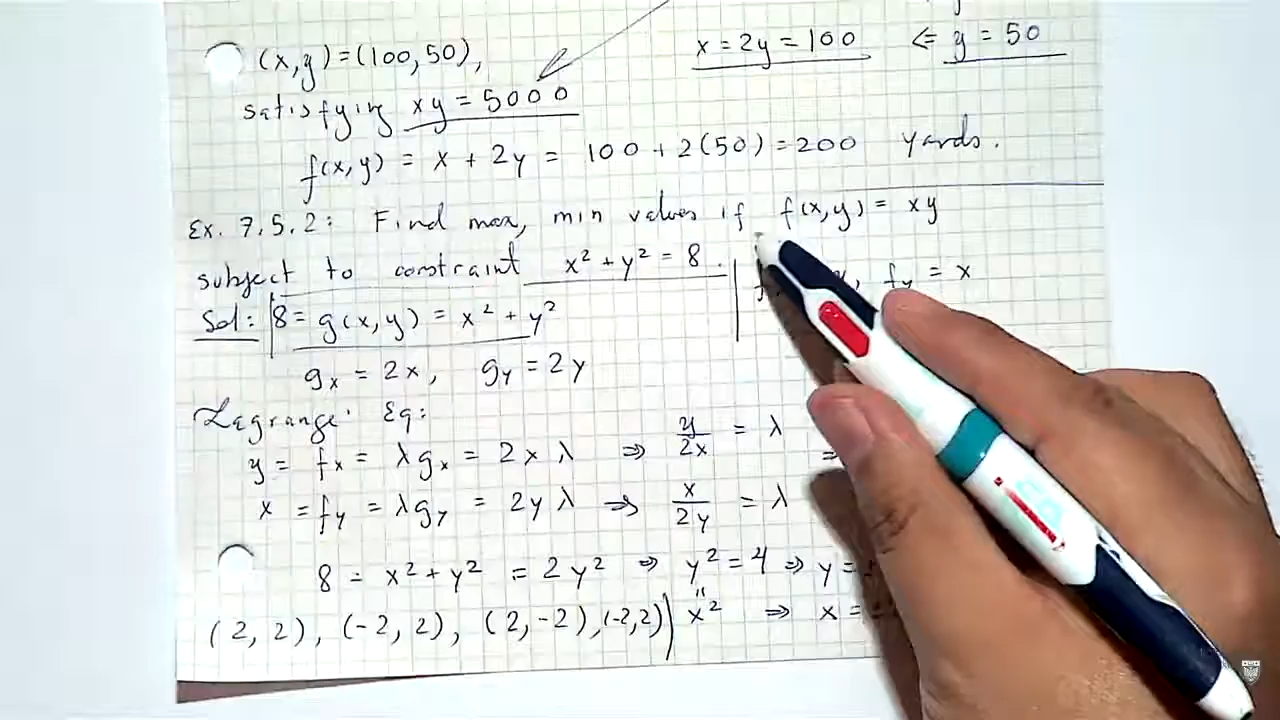 (x,y)=(100,50), x = 2y = 100 ⇐ y = 50
satisfying xy = 5000
f(x,y) = x + 2y = 100 + 2(50) = 200 yards.
Ex. 7.5.2: Find max, min values if f(x,y) = xy
subject to constraint x² + y² = 8. fy = x
Sol: 8 = g(x,y) = x² + y²
gx = 2x, gy = 2y
Lagrange Eq:
y = fx = λgx = 2xλ ⇒ y/2x = λ ⇒
x = fy = λgy = 2yλ ⇒ x/2y = λ
8 = x² + y² = 2y² ⇒ y² = 4 ⇒ y =
(2, 2), (-2, 2), (2, -2), (-2, 2) x² ⇒ x =